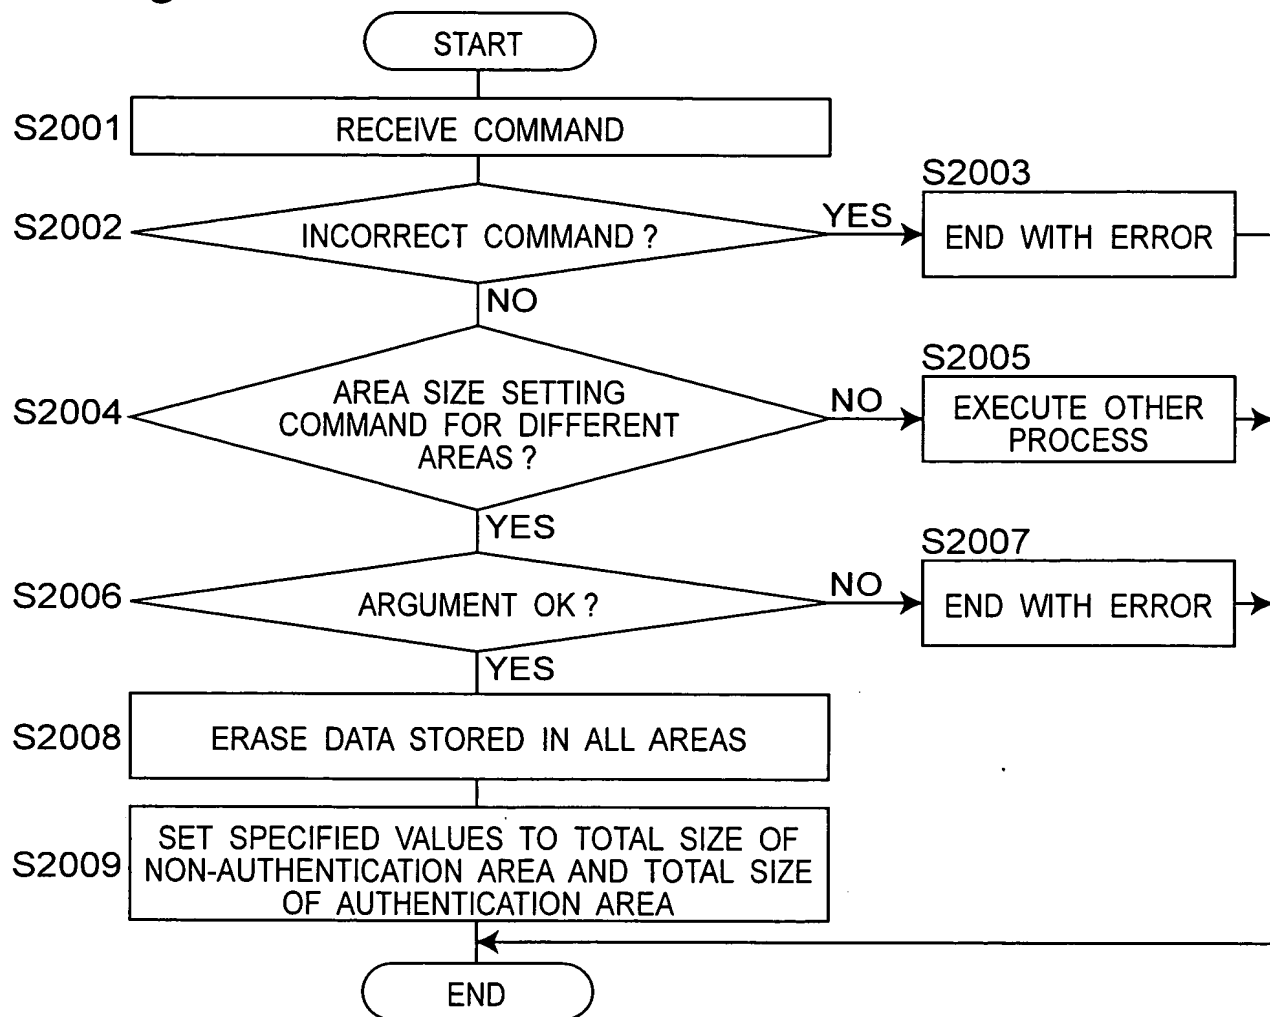 START
S2001
RECEIVE COMMAND
S2002
INCORRECT COMMAND ?
YES
S2003
END WITH ERROR
NO
S2004
AREA SIZE SETTING
COMMAND FOR DIFFERENT
AREAS ?
NO
S2005
EXECUTE OTHER
PROCESS
YES
S2006
ARGUMENT OK ?
NO
S2007
END WITH ERROR
YES
S2008
ERASE DATA STORED IN ALL AREAS
S2009
SET SPECIFIED VALUES TO TOTAL SIZE OF
NON-AUTHENTICATION AREA AND TOTAL SIZE
OF AUTHENTICATION AREA
END